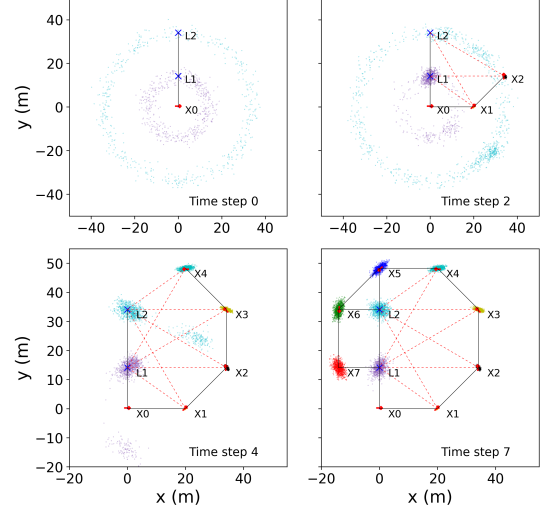 40
20
0
−20
−40
y (m)
L2
L1
X0
Time step 0
−40 −20 0 20 40
L2
L1
X2
X0
X1
Time step 2
−40 −20 0 20 40
50
40
30
20
10
0
−10
−20
y (m)
X4
L2
X3
L1
X2
X0
X1
Time step 4
−20 0 20 40
x (m)
X5
X4
X6
L2
X3
X7
L1
X2
X0
X1
Time step 7
−20 0 20 40
x (m)